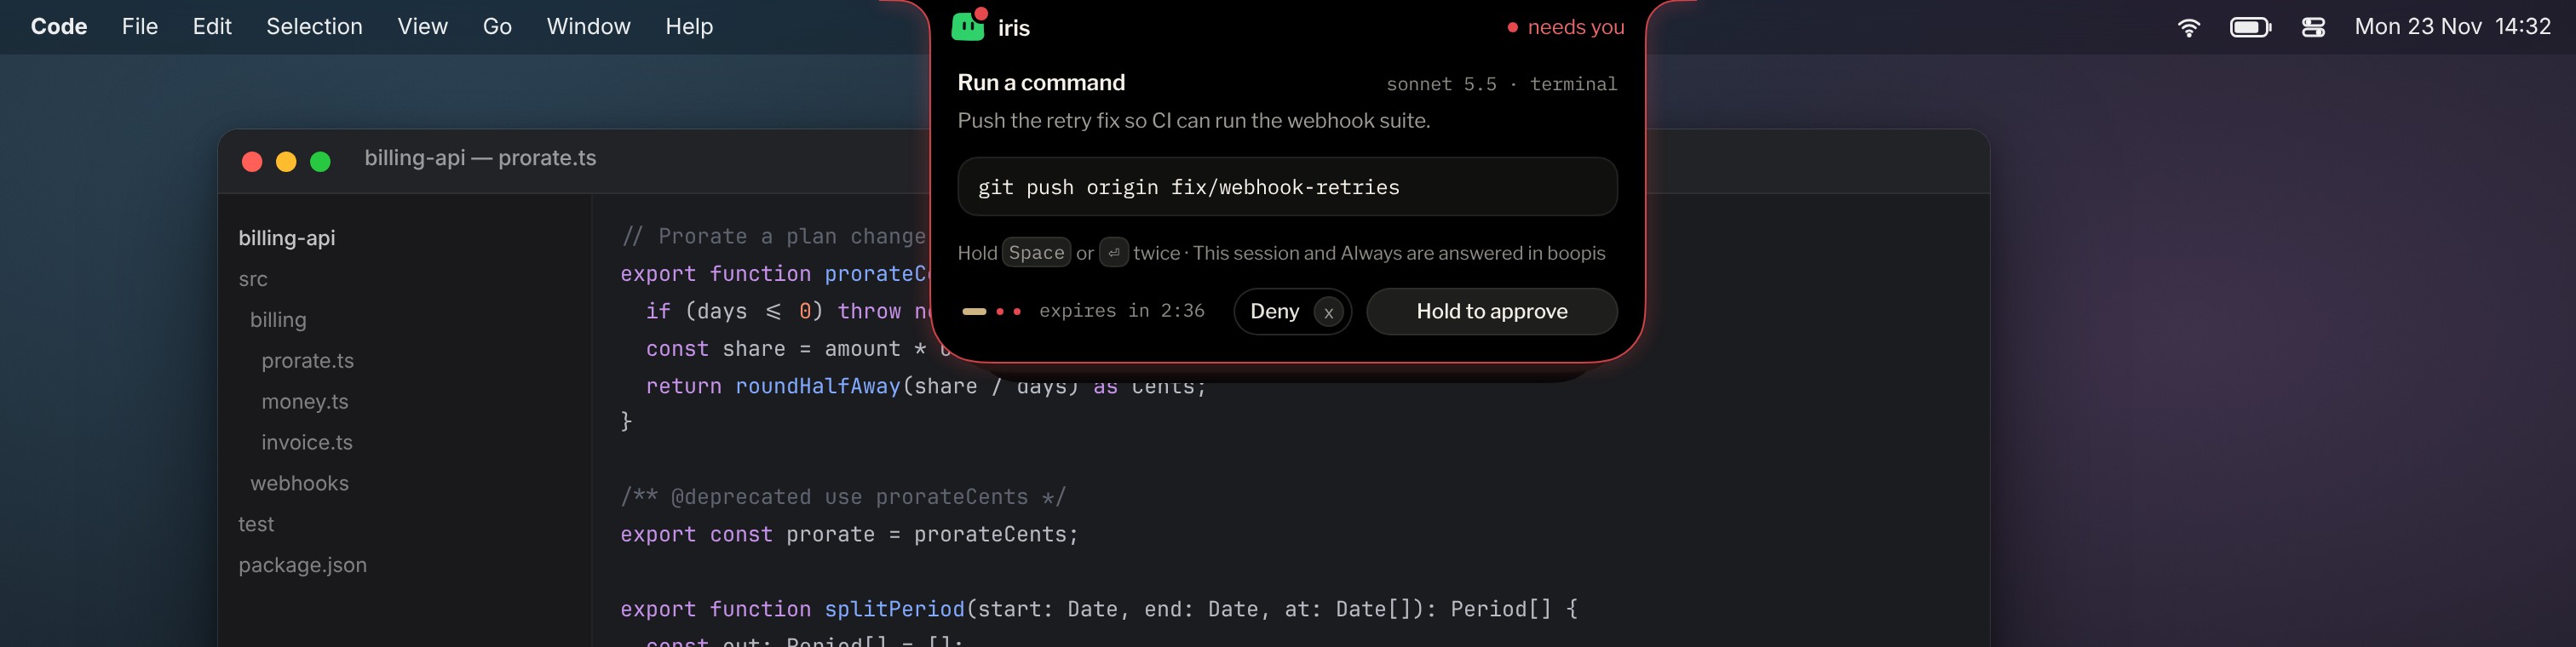 Code File Edit Selection View Go Window Help
Mon 23 Nov 14:32
iris
needs you
Run a command
sonnet 5.5 · terminal
Push the retry fix so CI can run the webhook suite.
git push origin fix/webhook-retries
Hold Space or ⏎ twice · This session and Always are answered in boopis
expires in 2:36
Deny x
Hold to approve
billing-api — prorate.ts
billing-api
src
billing
prorate.ts
money.ts
invoice.ts
webhooks
test
package.json
// Prorate a plan change
export function prorateC
if (days <= 0) throw n
const share = amount *
return roundHalfAway(share / days) as Cents;
}
/** @deprecated use prorateCents */
export const prorate = prorateCents;
export function splitPeriod(start: Date, end: Date, at: Date[]): Period[] {
const out: Period[] = [];